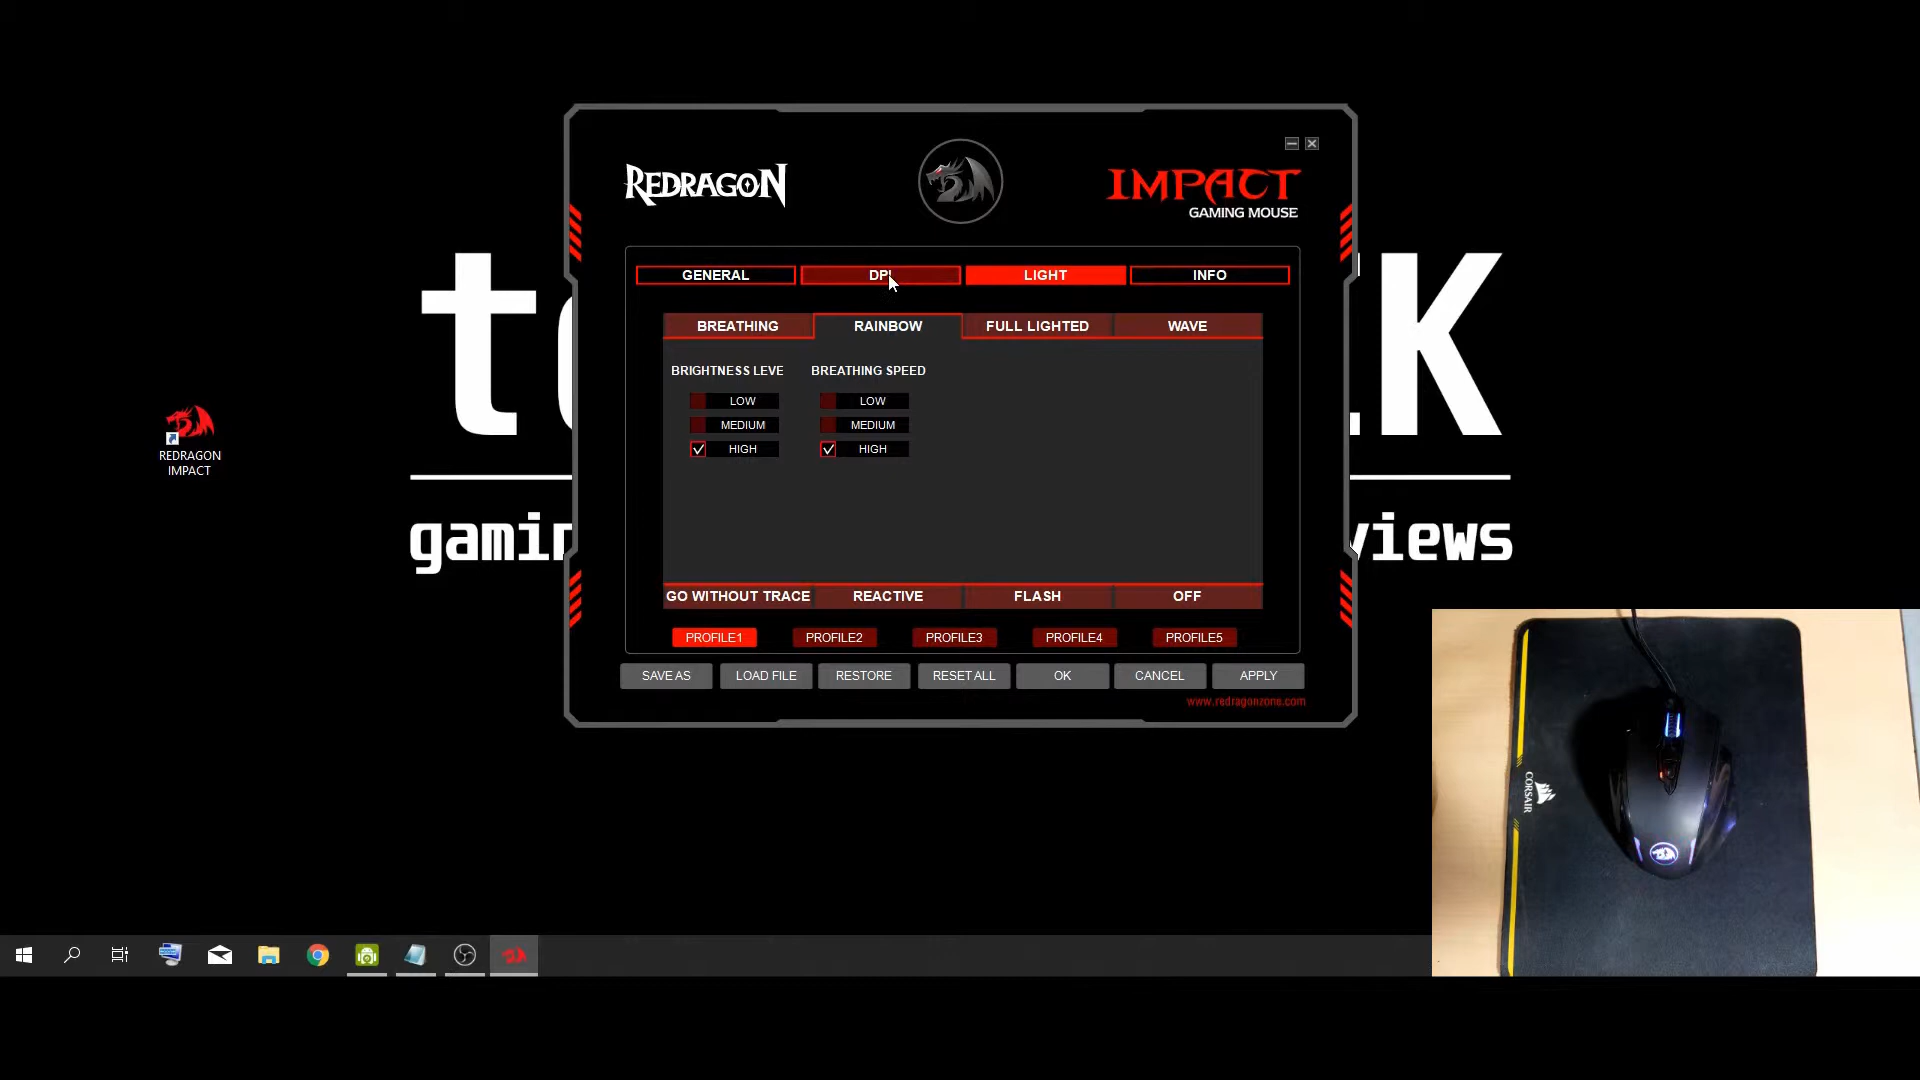 REDRAGON
IMPACT
GAMING MOUSE
GENERAL
DPI
LIGHT
INFO
BREATHING
RAINBOW
FULL LIGHTED
WAVE
BRIGHTNESS LEVE
BREATHING SPEED
LOW
LOW
MEDIUM
MEDIUM
HIGH
HIGH
GO WITHOUT TRACE
REACTIVE
FLASH
OFF
PROFILE1
PROFILE2
PROFILE3
PROFILE4
PROFILE5
SAVE AS
LOAD FILE
RESTORE
RESET ALL
OK
CANCEL
APPLY
www.redragonzone.com
REDRAGON
IMPACT
CORSAIR